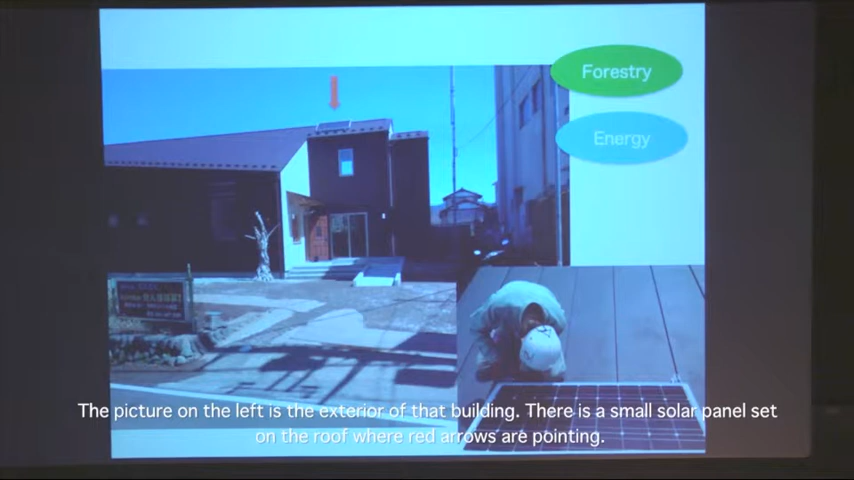 Forestry
Energy
The picture on the left is the exterior of that building. There is a small solar panel set
on the roof where red arrows are pointing.